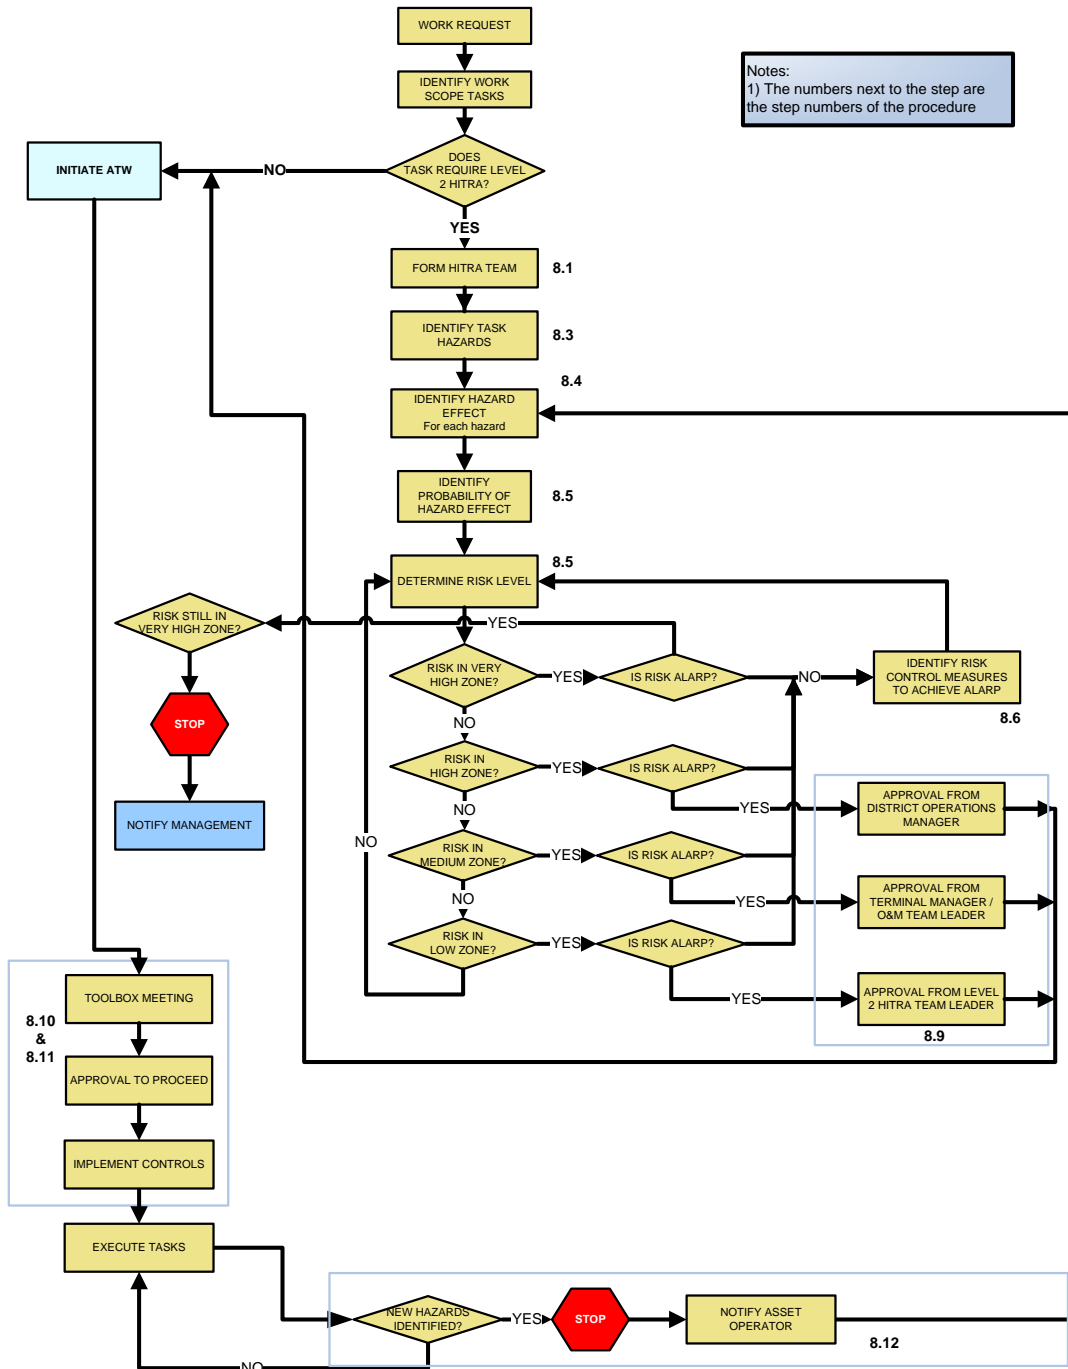 WORK REQUEST
IDENTIFY WORK
SCOPE TASKS
Notes:
1) The numbers next to the step are
the step numbers of the procedure
DOES
TASK REQUIRE LEVEL
2 HITRA?
NO
INITIATE ATW
YES
FORM HITRA TEAM
8.1
IDENTIFY TASK
HAZARDS
8.3
8.4
IDENTIFY HAZARD
EFFECT
For each hazard
IDENTIFY
PROBABILITY OF
HAZARD EFFECT
8.5
8.5
DETERMINE RISK LEVEL
RISK STILL IN
VERY HIGH ZONE?
YES
RISK IN VERY
HIGH ZONE?
YES
IS RISK ALARP?
NO
IDENTIFY RISK
CONTROL MEASURES
TO ACHIEVE ALARP
8.6
STOP
NO
RISK IN
HIGH ZONE?
YES
IS RISK ALARP?
YES
APPROVAL FROM
DISTRICT OPERATIONS
MANAGER
NOTIFY MANAGEMENT
NO
NO
RISK IN
MEDIUM ZONE?
YES
IS RISK ALARP?
YES
APPROVAL FROM
TERMINAL MANAGER /
O&M TEAM LEADER
NO
RISK IN
LOW ZONE?
YES
IS RISK ALARP?
YES
APPROVAL FROM LEVEL
2 HITRA TEAM LEADER
8.9
8.10
&
8.11
TOOLBOX MEETING
APPROVAL TO PROCEED
IMPLEMENT CONTROLS
EXECUTE TASKS
NEW HAZARDS
IDENTIFIED?
YES
STOP
NOTIFY ASSET
OPERATOR
8.12
NO